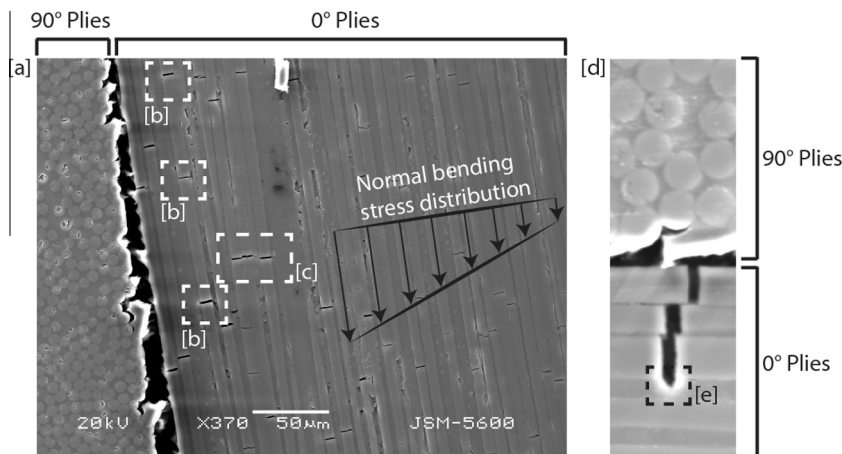 90° Plies
0° Plies
[a]
[b]
[b]
[c]
[b]
Normal bending
stress distribution
20kV
X370
50μm
JSM-5600
[d]
90° Plies
0° Plies
[e]